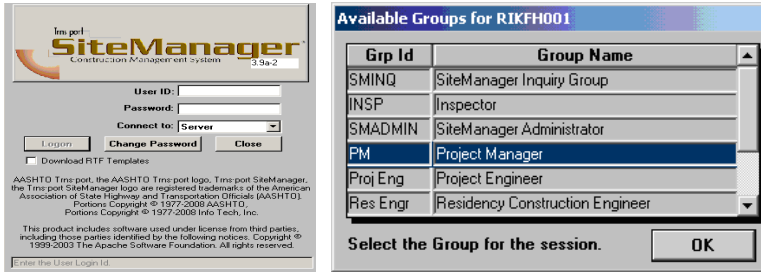 Trns·port
SiteManager
Construction Management System
3.9a-2
User ID:
Password:
Connect to: Server
Logon Change Password Close
Download RTF Templates
AASHTO Trns·port, the AASHTO Trns·port logo, Trns·port SiteManager,
the Trns·port SiteManager logo are registered trademarks of the American
Association of State Highway and Transportation Officials (AASHTO).
Portions Copyright © 1977-2008 AASHTO,
Portions Copyright © 1977-2008 Info Tech, Inc.
This product includes software used under license from third parties,
including those parties identified by the following notices. Copyright ©
1999-2003 The Apache Software Foundation. All rights reserved.
Enter the User Login Id.
Available Groups for RIKFH001
Grp Id Group Name
SMINQ SiteManager Inquiry Group
INSP Inspector
SMADMIN SiteManager Administrator
PM Project Manager
Proj Eng Project Engineer
Res Engr Residency Construction Engineer
Select the Group for the session. OK